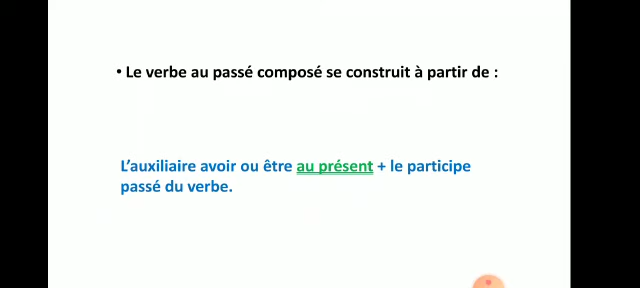 • Le verbe au passé composé se construit à partir de :
L'auxiliaire avoir ou être au présent + le participe
passé du verbe.